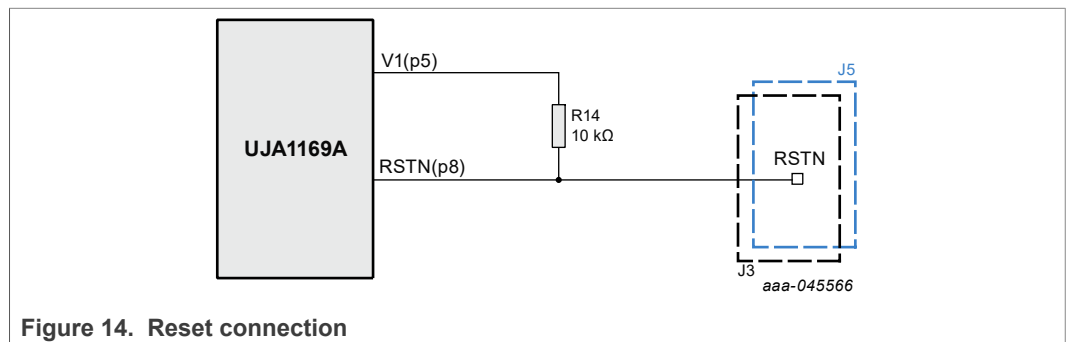 V1(p5)
J5
R14
10 kΩ
UJA1169A
RSTN
RSTN(p8)
J3
aaa-045566
Figure 14. Reset connection